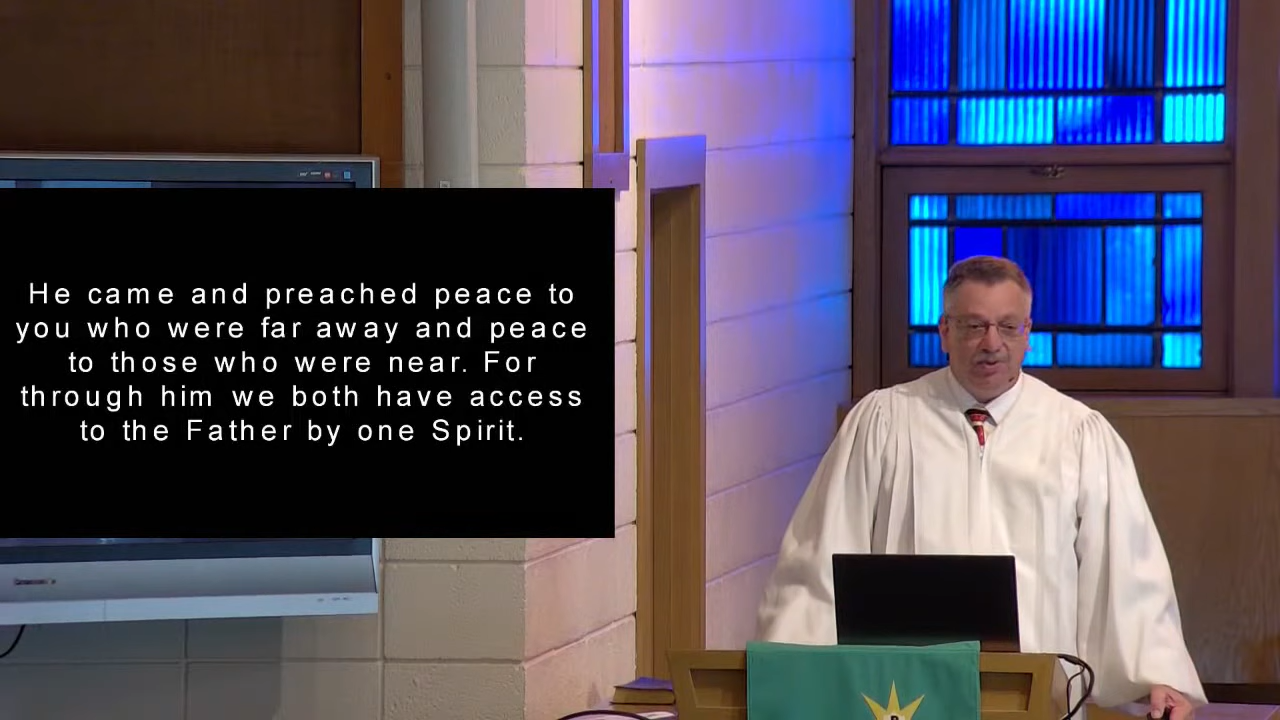 He came and preached peace to
you who were far away and peace
to those who were near. For
through him we both have access
to the Father by one Spirit.